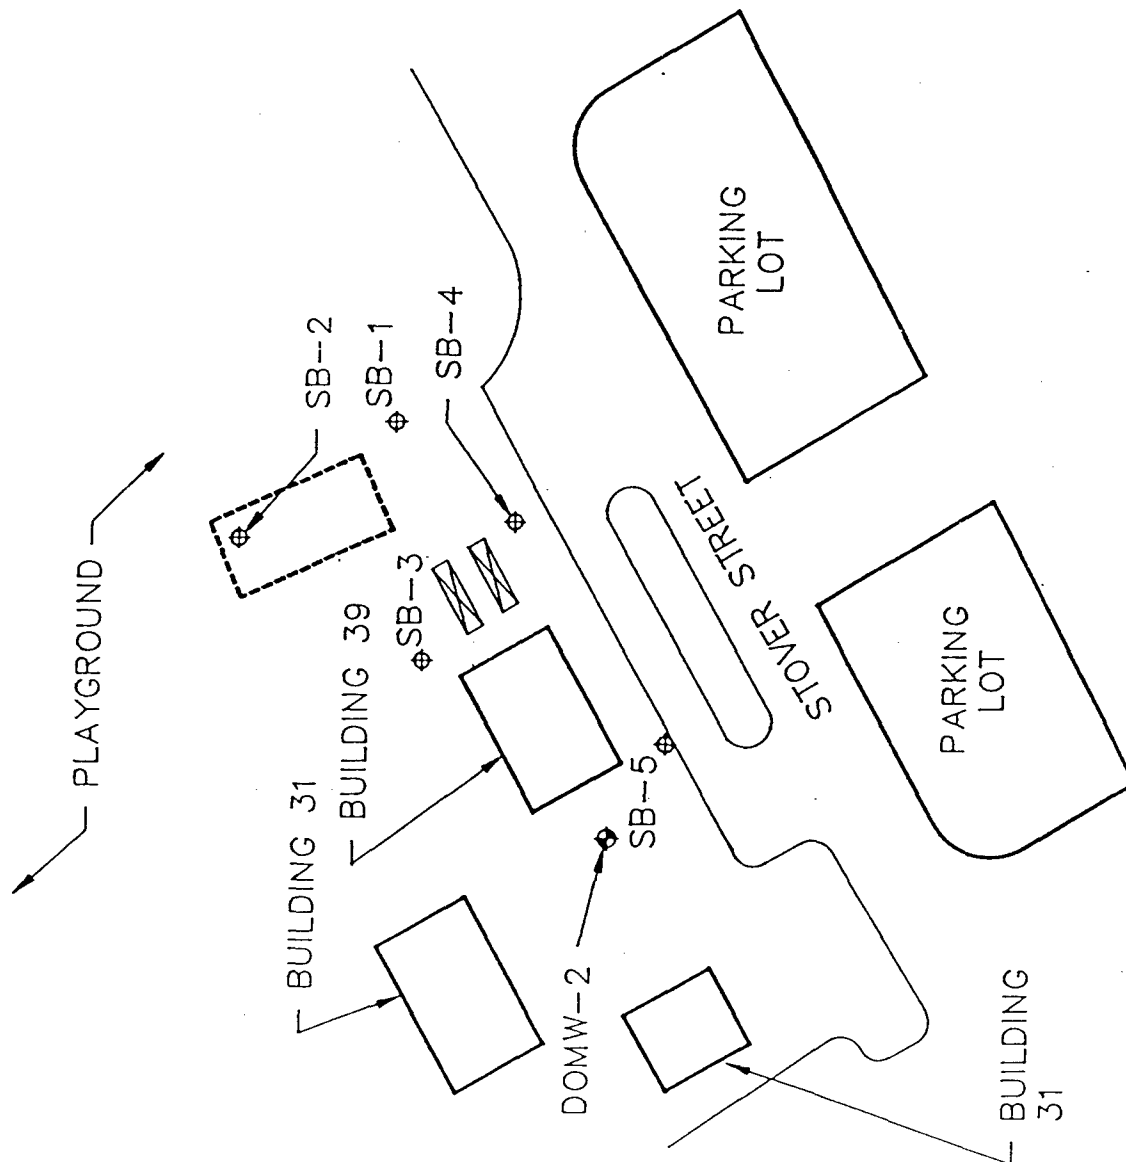 PLAYGROUND
SB-2
SB-1
SB-4
SB-3
BUILDING 39
BUILDING 31
SB-5
DOMW-2
BUILDING
31
STOVER STREET
PARKING
LOT
PARKING
LOT